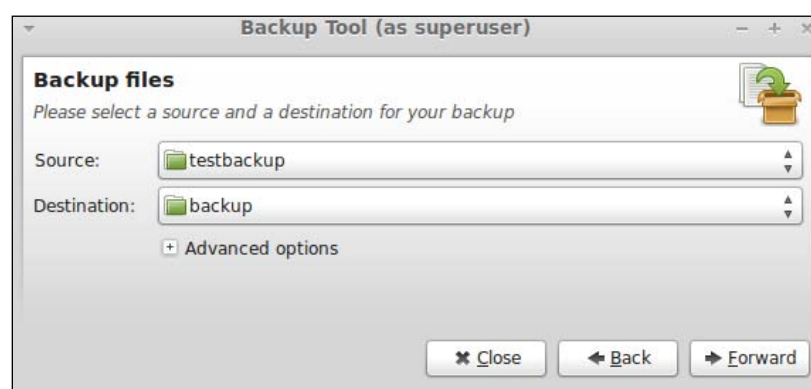 Backup Tool (as superuser)
Backup files
Please select a source and a destination for your backup
Source:
testbackup
Destination:
backup
Advanced options
Close
Back
Forward